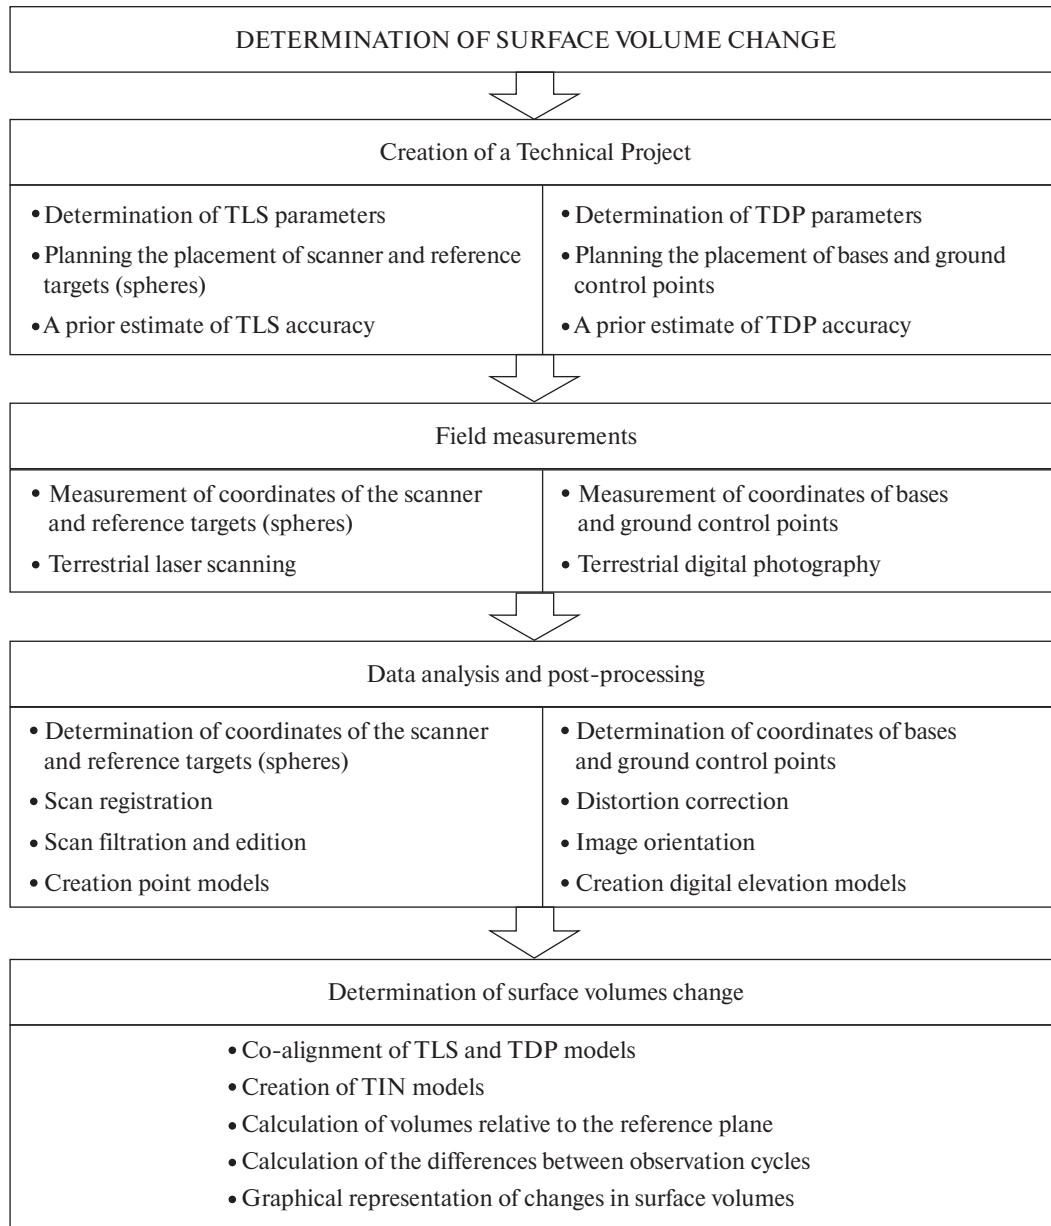 DETERMINATION OF SURFACE VOLUME CHANGE
Creation of a Technical Project
• Determination of TLS parameters
• Planning the placement of scanner and reference
targets (spheres)
• A prior estimate of TLS accuracy
• Determination of TDP parameters
• Planning the placement of bases and ground
control points
• A prior estimate of TDP accuracy
Field measurements
• Measurement of coordinates of the scanner
and reference targets (spheres)
• Terrestrial laser scanning
• Measurement of coordinates of bases
and ground control points
• Terrestrial digital photography
Data analysis and post-processing
• Determination of coordinates of the scanner
and reference targets (spheres)
• Scan registration
• Scan filtration and edition
• Creation point models
• Determination of coordinates of bases
and ground control points
• Distortion correction
• Image orientation
• Creation digital elevation models
Determination of surface volumes change
• Co-alignment of TLS and TDP models
• Creation of TIN models
• Calculation of volumes relative to the reference plane
• Calculation of the differences between observation cycles
• Graphical representation of changes in surface volumes